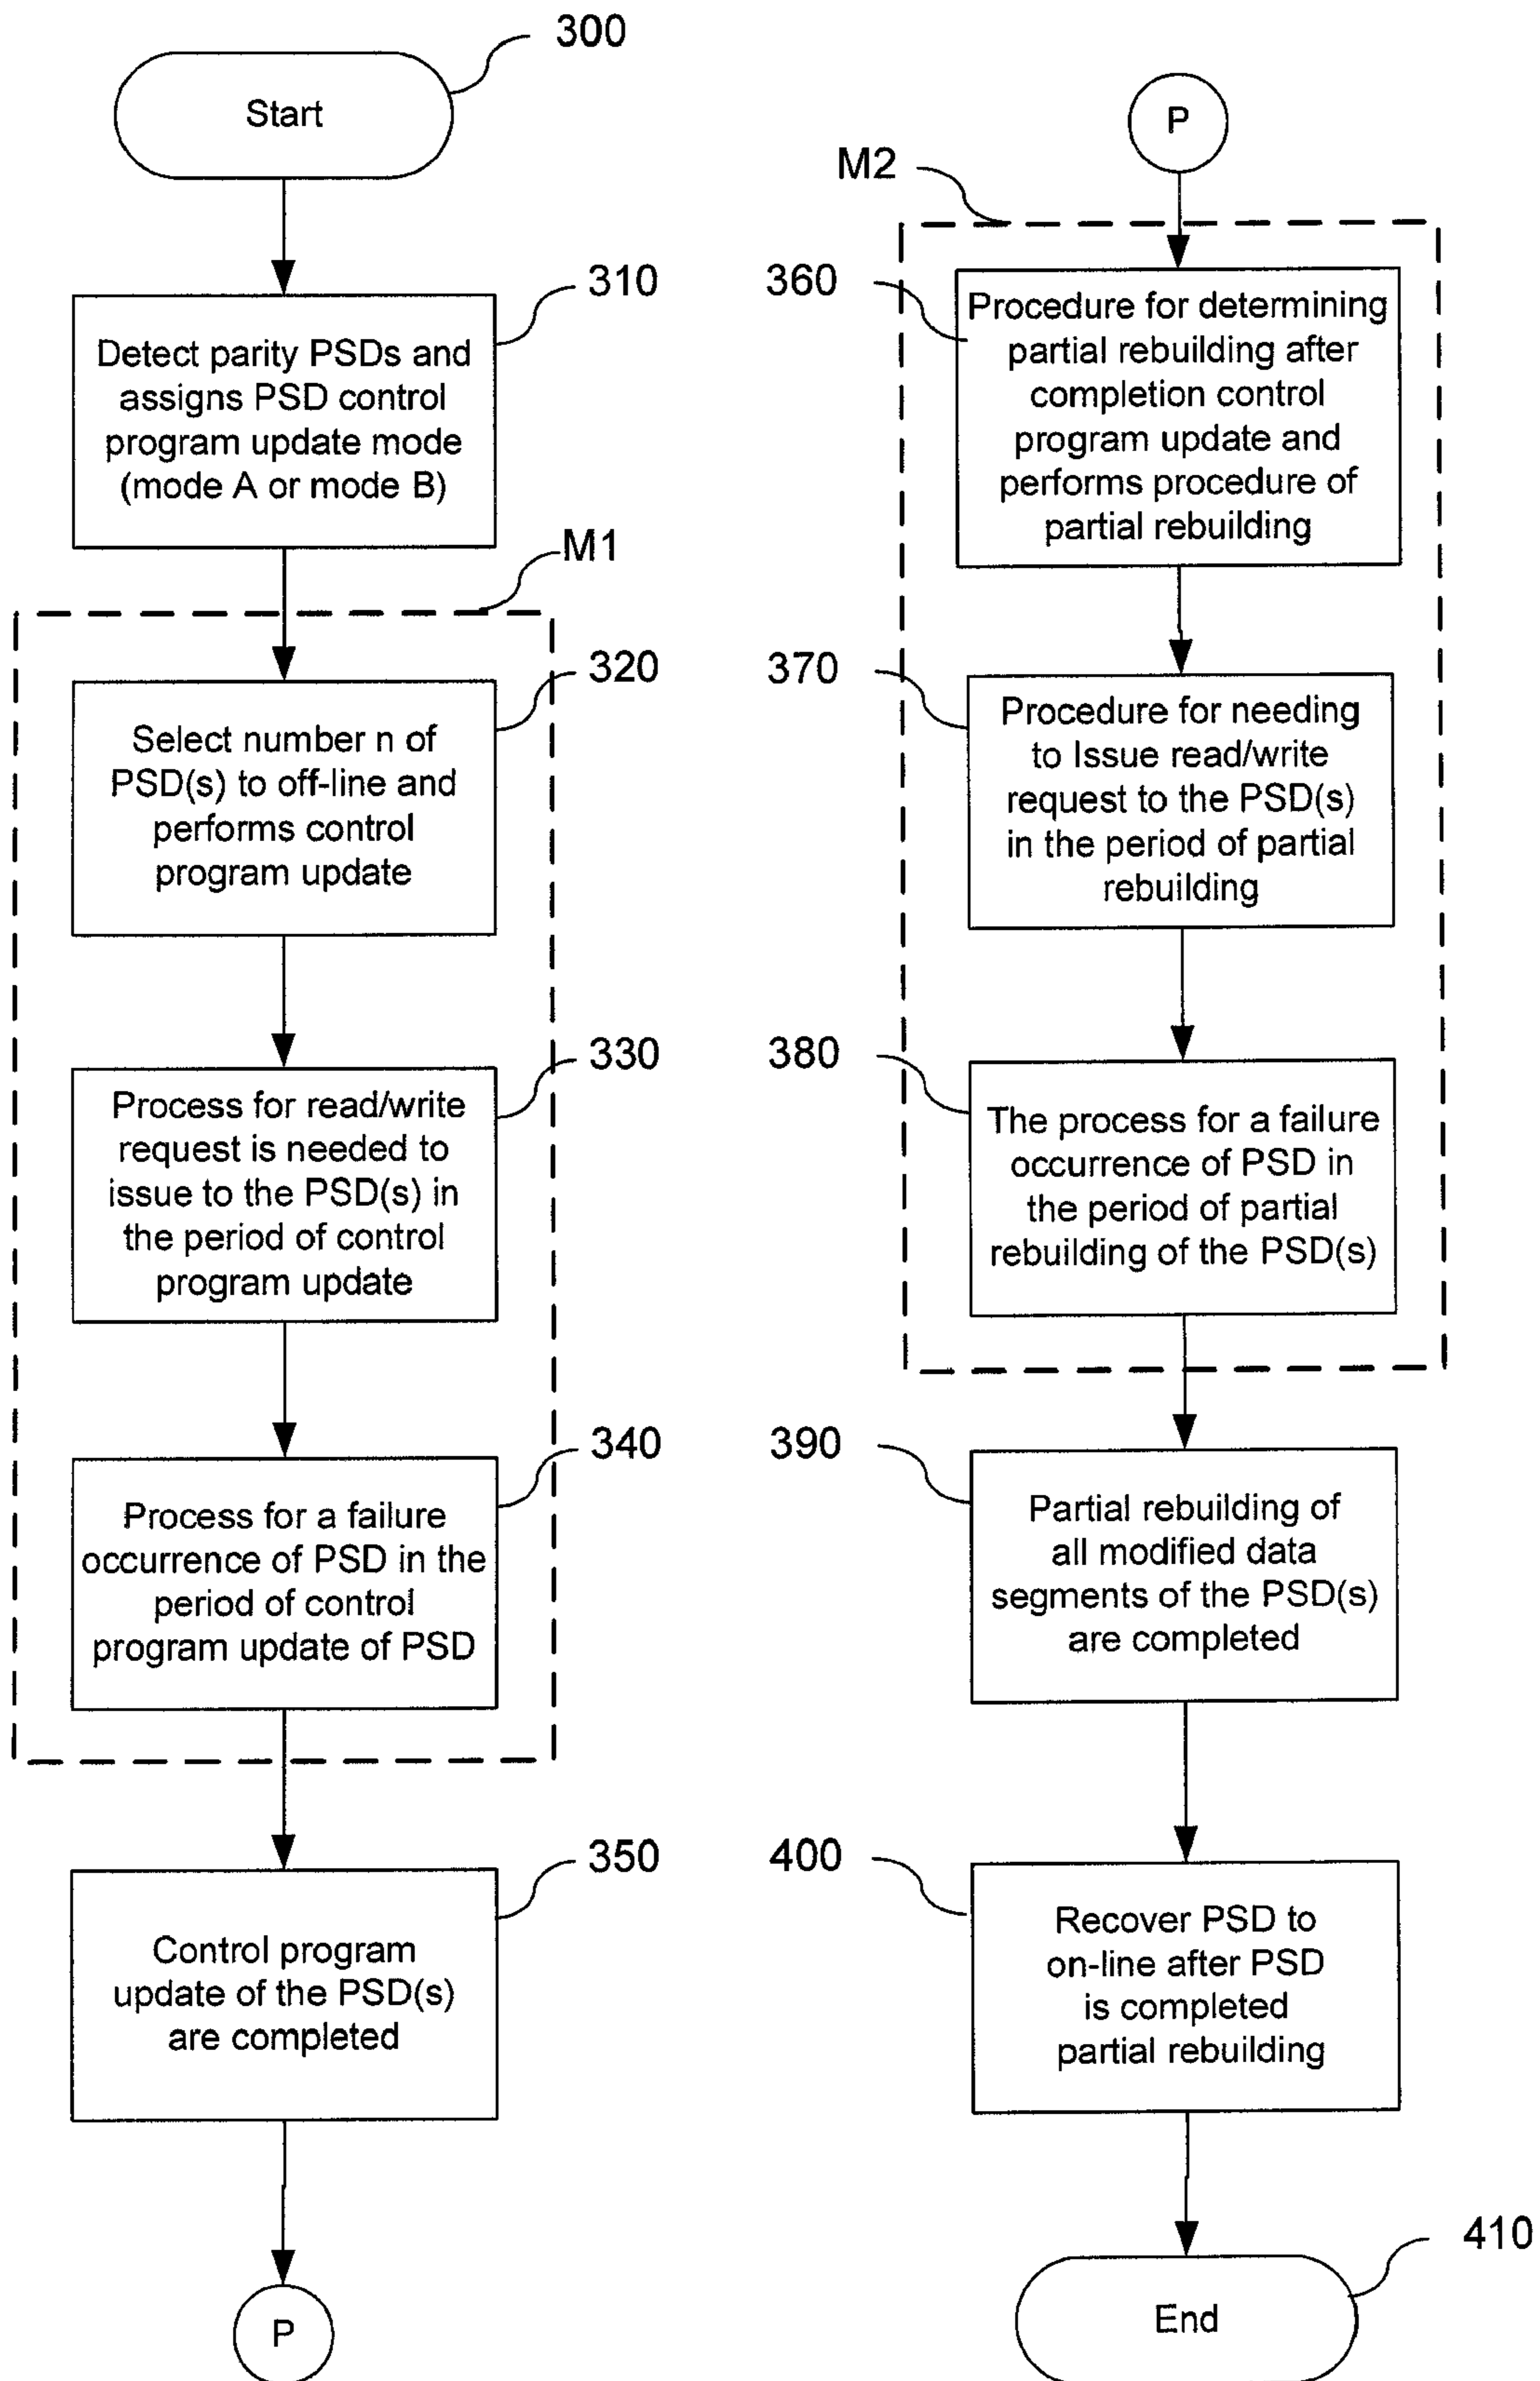 300
Start
310
Detect parity PSDs and
assigns PSD control
program update mode
(mode A or mode B)
M1
320
Select number n of
PSD(s) to off-line and
performs control
program update
330
Process for read/write
request is needed to
issue to the PSD(s) in
the period of control
program update
340
Process for a failure
occurrence of PSD in the
period of control
program update of PSD
350
Control program
update of the PSD(s)
are completed
P
P
M2
360
Procedure for determining
partial rebuilding after
completion control
program update and
performs procedure of
partial rebuilding
370
Procedure for needing
to Issue read/write
request to the PSD(s)
in the period of partial
rebuilding
380
The process for a failure
occurrence of PSD in
the period of partial
rebuilding of the PSD(s)
390
Partial rebuilding of
all modified data
segments of the PSD(s)
are completed
400
Recover PSD to
on-line after PSD
is completed
partial rebuilding
410
End